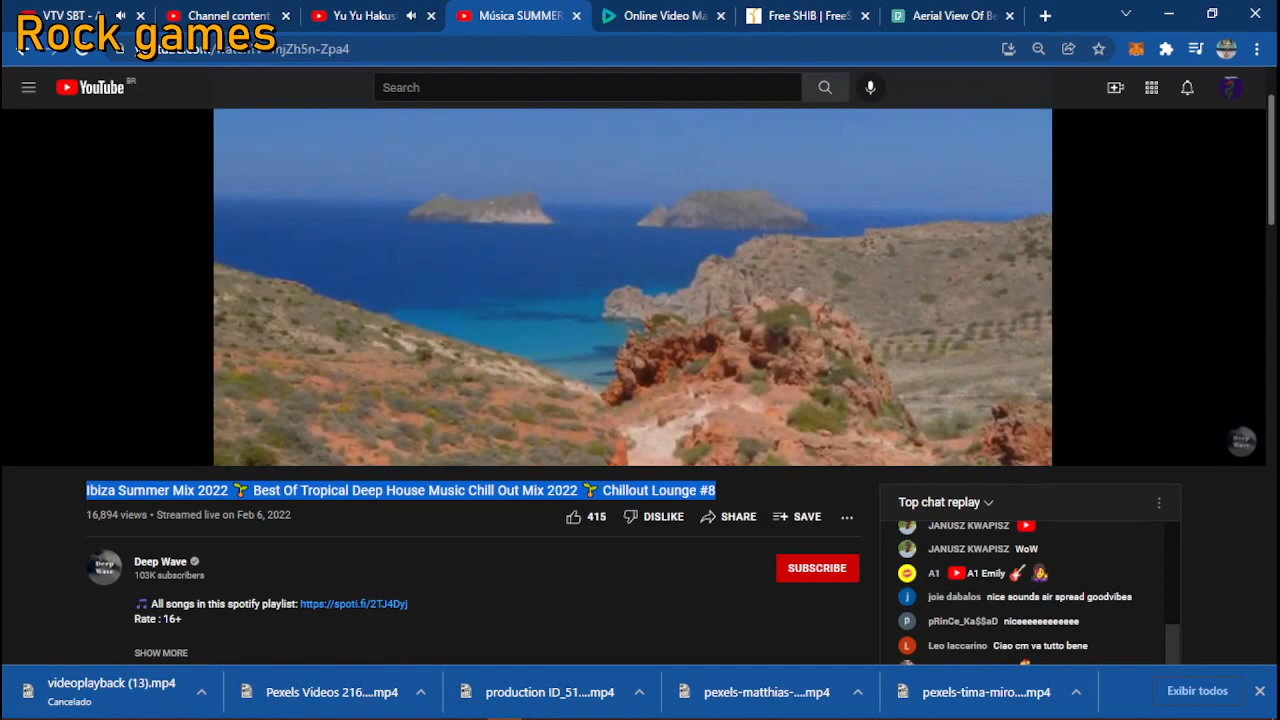 VTV SBT - A
Channel content
Yu Yu Hakush
Música SUMMER
Online Video Ma
Free SHIB | FreeS
Aerial View Of Be
Rock games
YouTube BR
Search
Ibiza Summer Mix 2022 🌱 Best Of Tropical Deep House Music Chill Out Mix 2022 🌱 Chillout Lounge #8
16,894 views • Streamed live on Feb 6, 2022
415 DISLIKE SHARE SAVE ...
Deep Wave
103K subscribers
SUBSCRIBE
🎵 All songs in this spotify playlist: https://spoti.fi/2TJ4Dyj
Rate : 16+
SHOW MORE
Top chat replay
JANUSZ KWAPISZ
JANUSZ KWAPISZ WoW
A1 A1 Emily 🎸
joie dabalos nice sounds air spread goodvibes
pRinCe_Ka$$aD niceeeeeeeeeeee
Leo Iaccarino Ciao cm va tutto bene
videoplayback (13).mp4
Cancelado
Pexels Videos 216....mp4
production ID_51....mp4
pexels-matthias-....mp4
pexels-tima-miro....mp4
Exibir todos